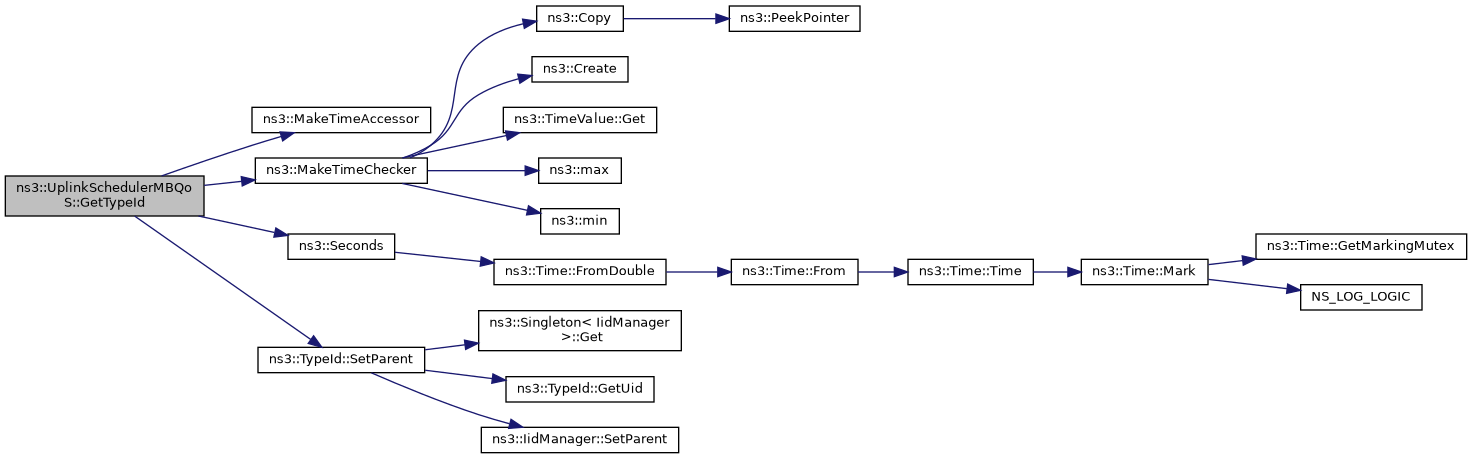 ns3::UplinkSchedulerMBQo
S::GetTypeId
ns3::MakeTimeAccessor
ns3::MakeTimeChecker
ns3::Seconds
ns3::TypeId::SetParent
ns3::Copy
ns3::Create
ns3::TimeValue::Get
ns3::max
ns3::min
ns3::PeekPointer
ns3::Time::FromDouble
ns3::Time::From
ns3::Time::Time
ns3::Time::Mark
ns3::Time::GetMarkingMutex
NS_LOG_LOGIC
ns3::Singleton< IidManager
>::Get
ns3::TypeId::GetUid
ns3::IidManager::SetParent